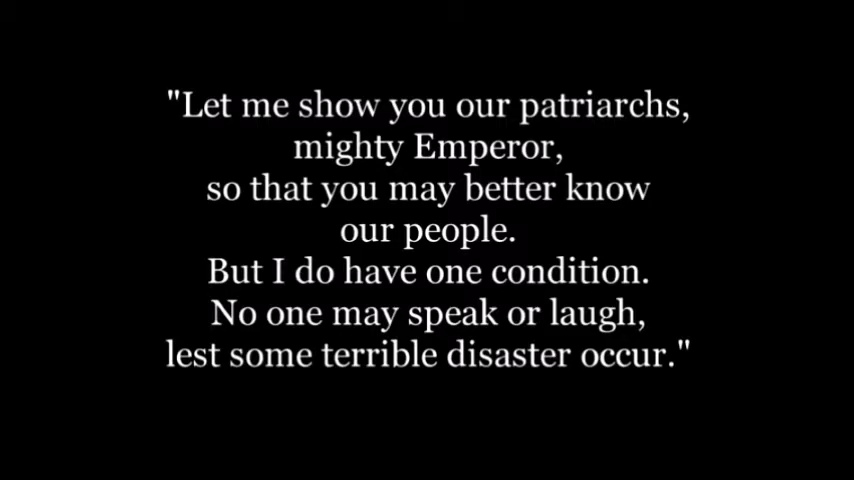 "Let me show you our patriarchs,
mighty Emperor,
so that you may better know
our people.
But I do have one condition.
No one may speak or laugh,
lest some terrible disaster occur."